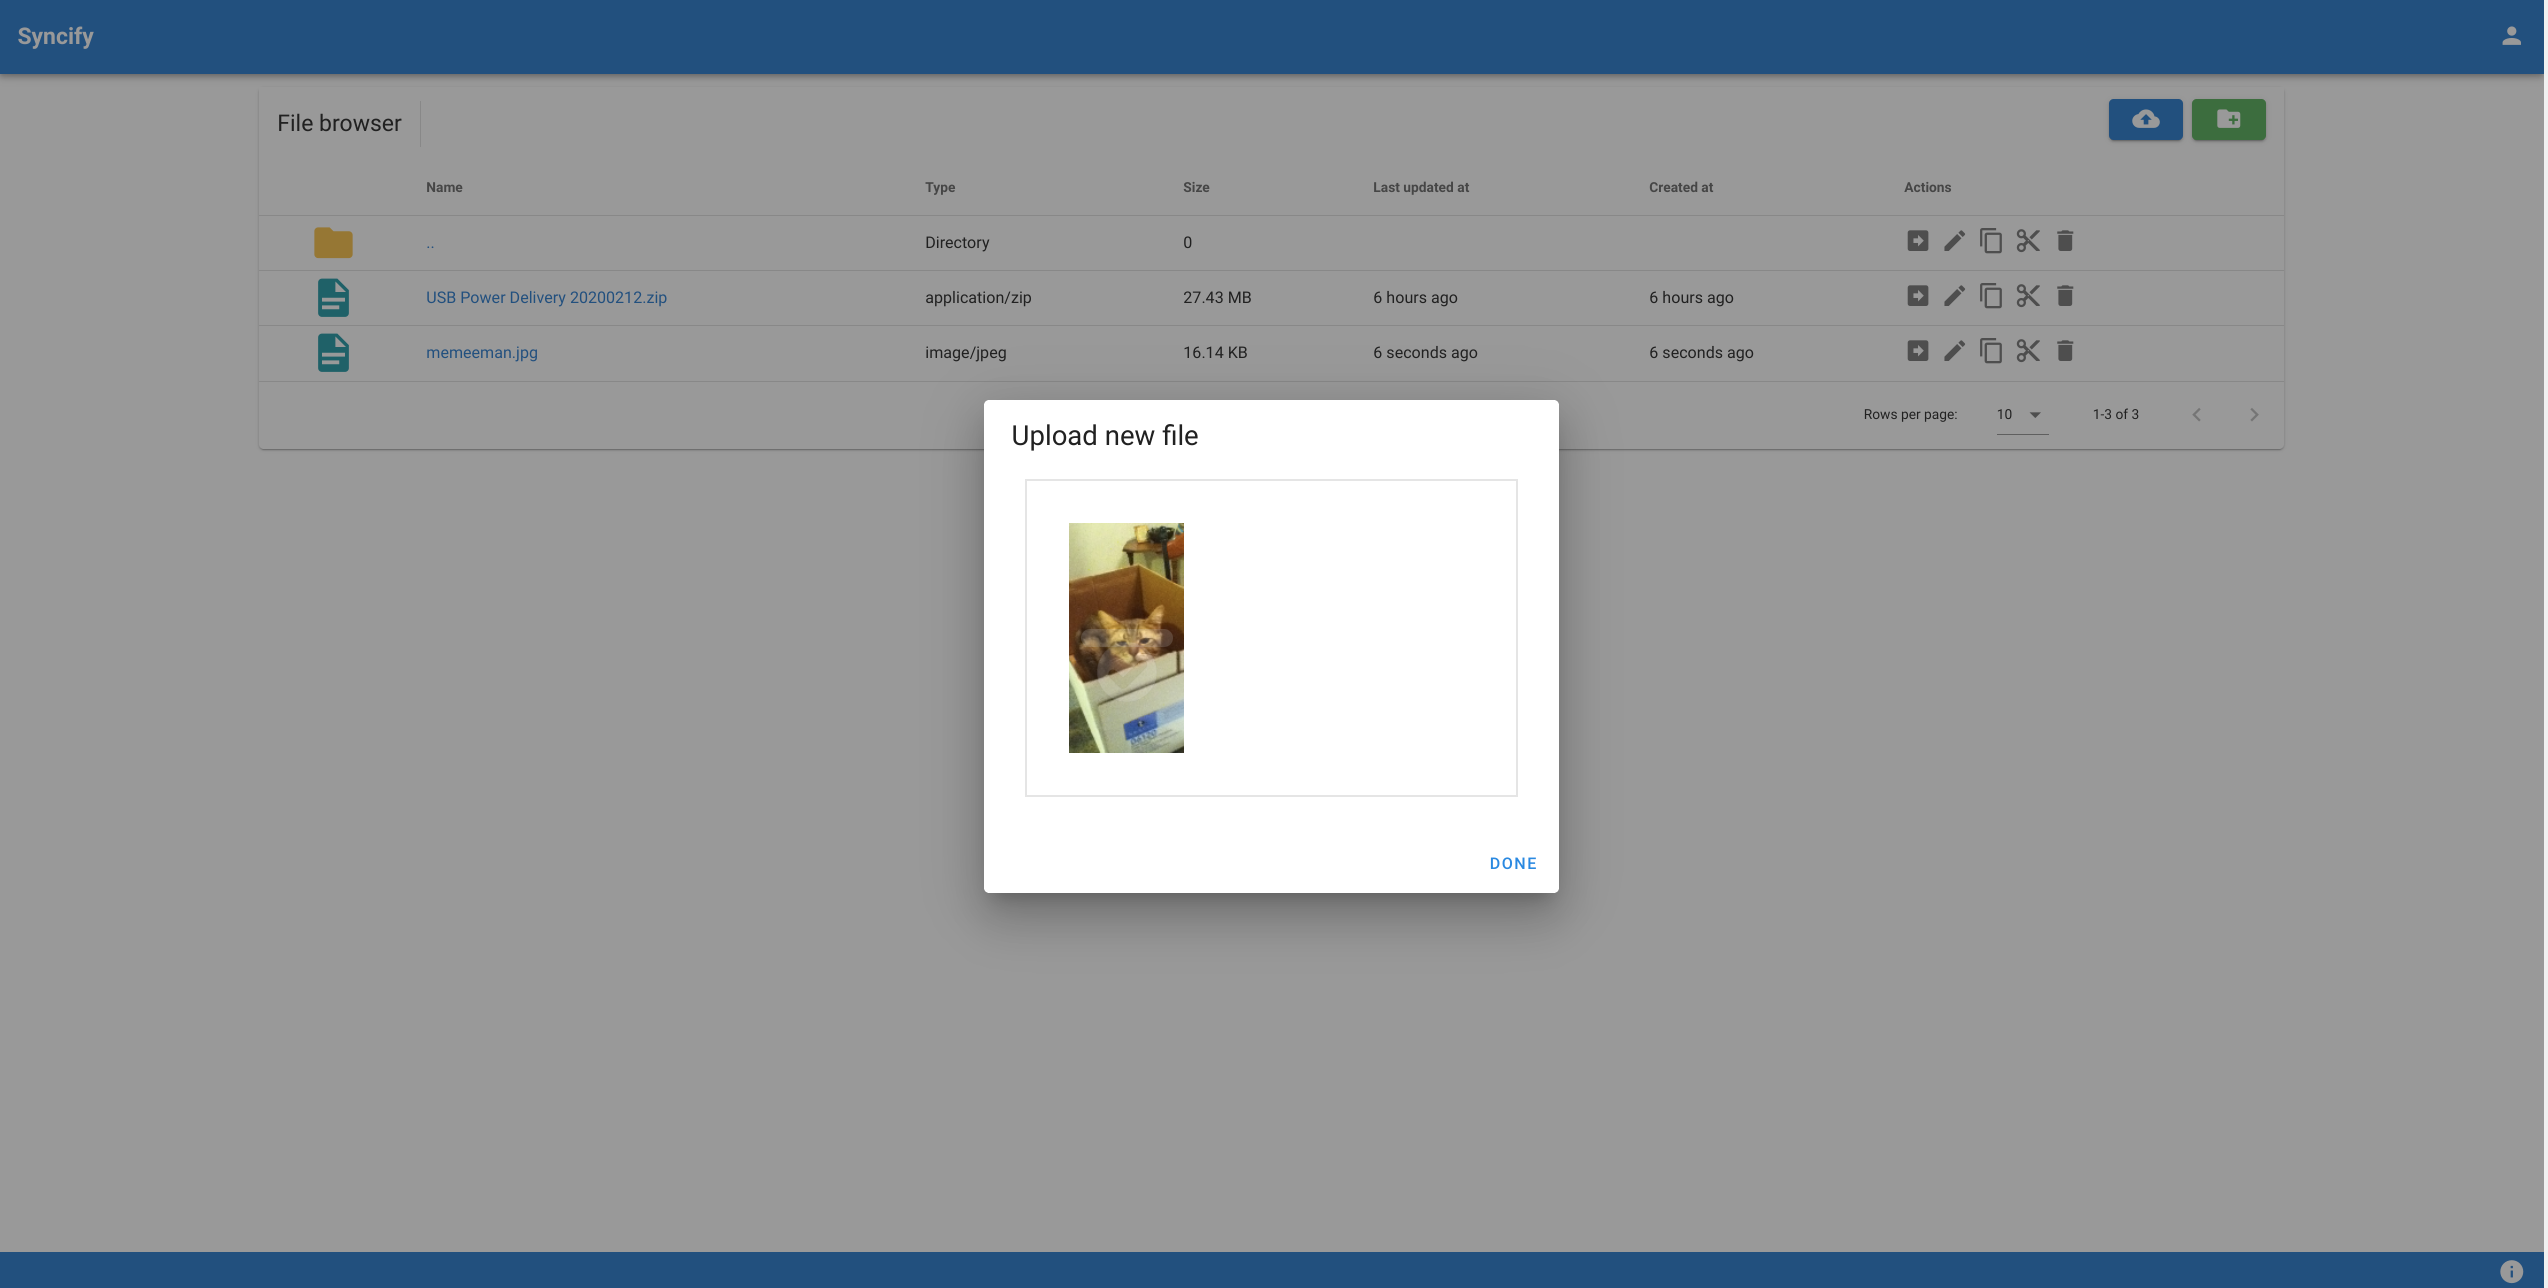 Syncify
File browser
Name Type Size Last updated at Created at Actions
.. Directory 0
USB Power Delivery 20200212.zip application/zip 27.43 MB 6 hours ago 6 hours ago
memeeman.jpg image/jpeg 16.14 KB 6 seconds ago 6 seconds ago
Rows per page: 10 1-3 of 3
Upload new file
DONE